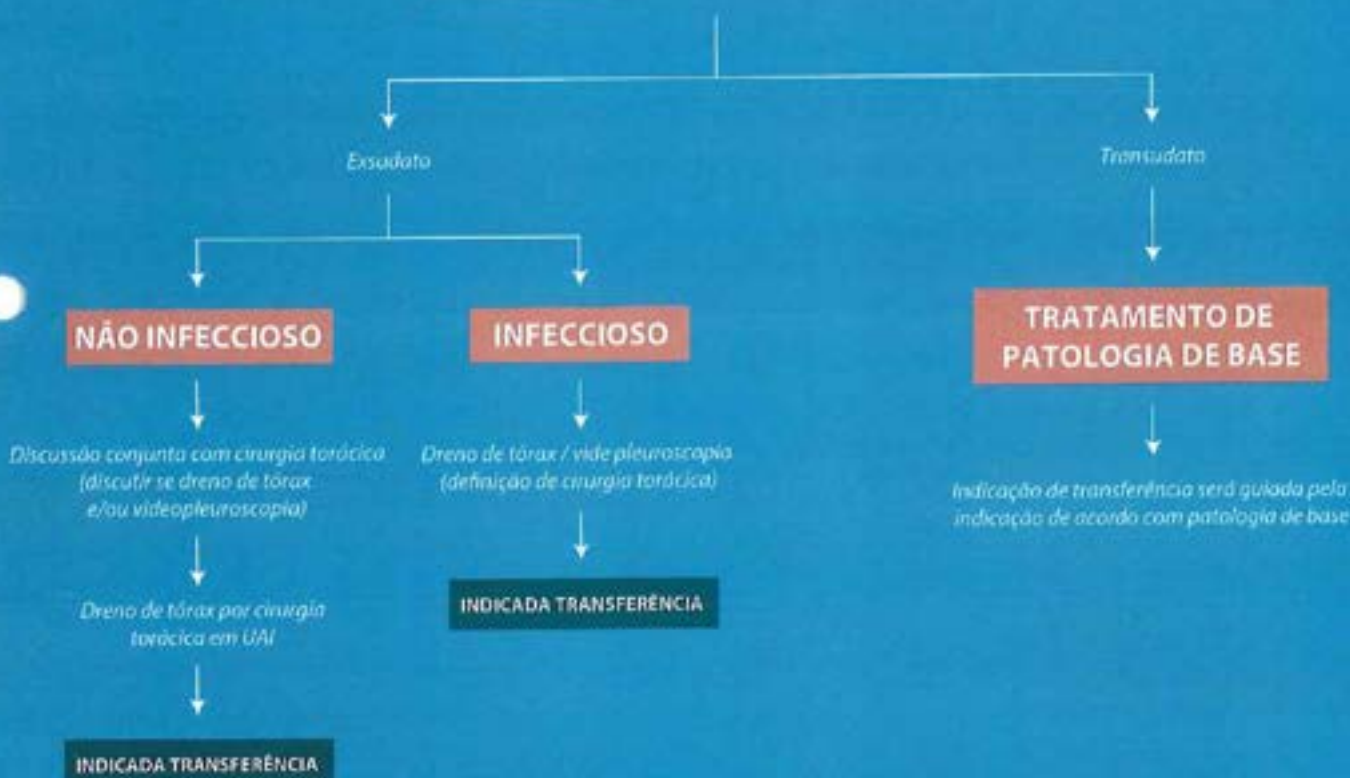 Exsudato
Transudato
NÃO INFECCIOSO
INFECCIOSO
TRATAMENTO DE
PATOLOGIA DE BASE
Discussão conjunta com cirurgia torácica
(discutir se dreno de tórax
e/ou videopleuroscopia)
Dreno de tórax / vide pleuroscopia
(definição de cirurgia torácica)
Indicação de transferência será guiada pela
indicação de acordo com patologia de base
Dreno de tórax por cirurgia
torácica em UAI
INDICADA TRANSFERÊNCIA
INDICADA TRANSFERÊNCIA